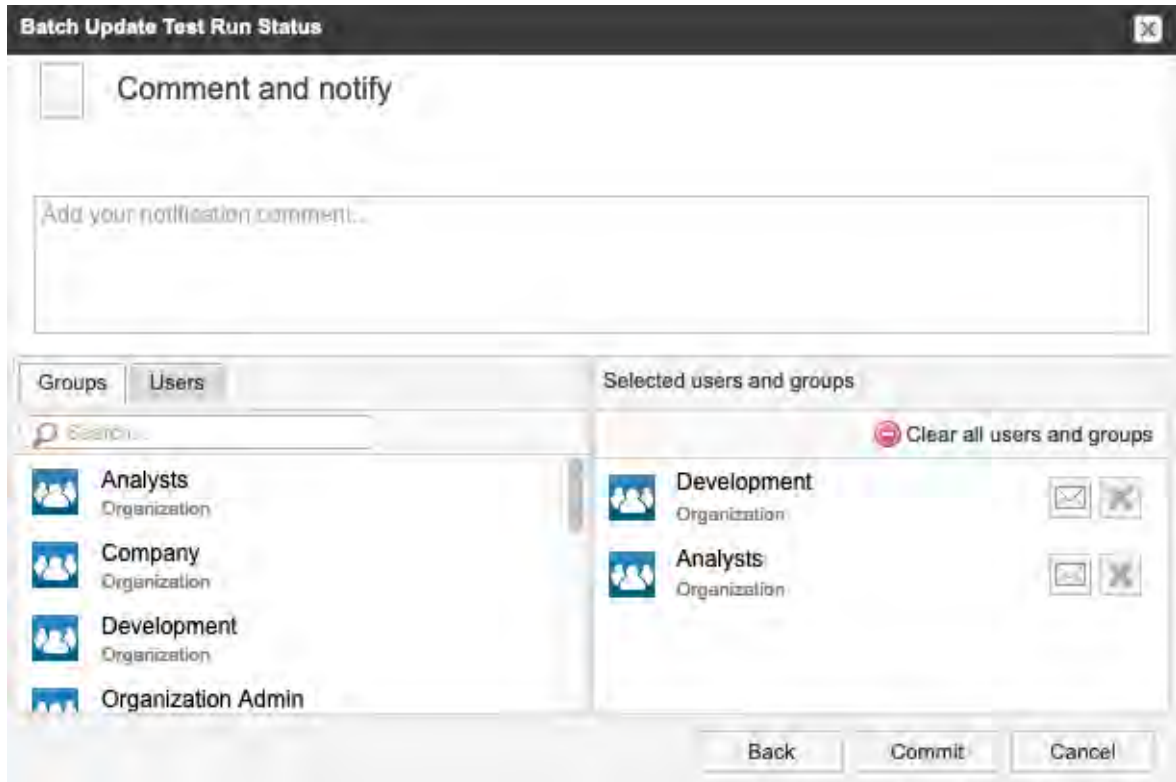 Batch Update Test Run Status
Comment and notify
Add your notification comment...
Groups
Users
Selected users and groups
Search...
Clear all users and groups
Analysts
Organization
Company
Organization
Development
Organization
Organization Admin
Development
Organization
Analysts
Organization
Back
Commit
Cancel